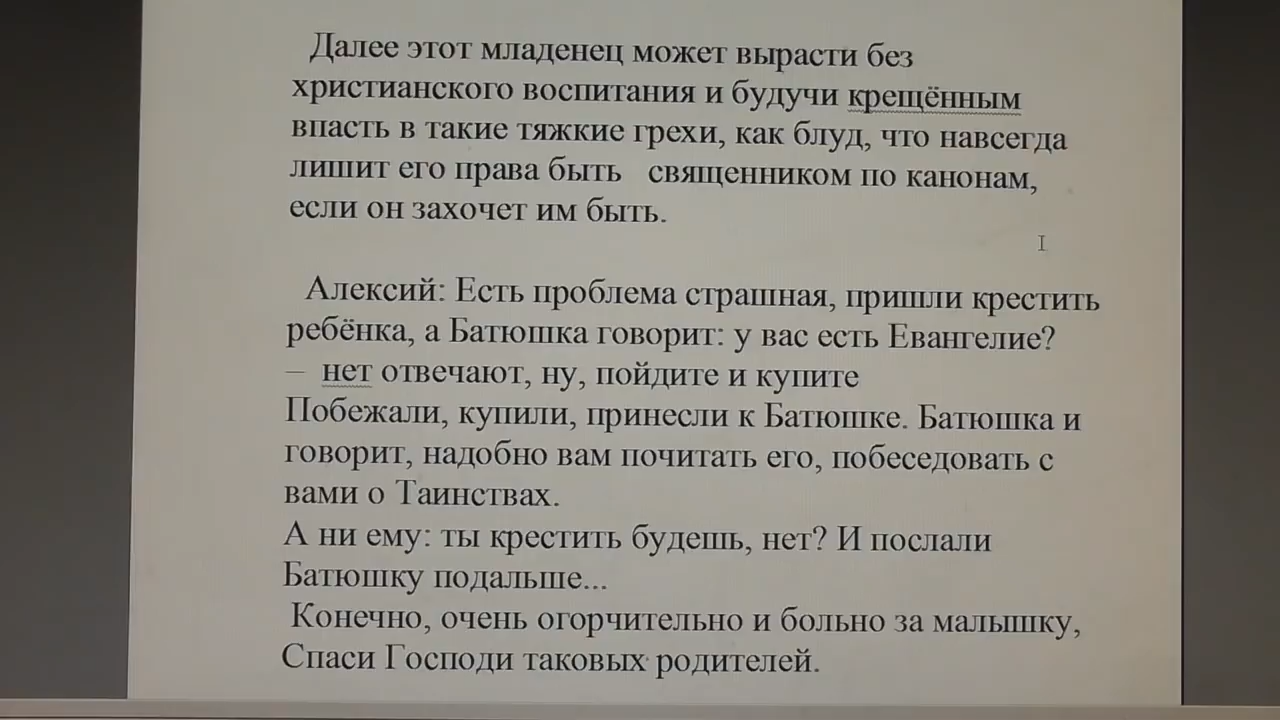 Далее этот младенец может вырасти без
христианского воспитания и будучи крещённым
впасть в такие тяжкие грехи, как блуд, что навсегда
лишит его права быть священником по канонам,
если он захочет им быть.
Алексий: Есть проблема страшная, пришли крестить
ребёнка, а Батюшка говорит: у вас есть Евангелие?
– нет отвечают, ну, пойдите и купите
Побежали, купили, принесли к Батюшке. Батюшка и
говорит, надобно вам почитать его, побеседовать с
вами о Таинствах.
А ни ему: ты крестить будешь, нет? И послали
Батюшку подальше...
Конечно, очень огорчительно и больно за малышку,
Спаси Господи таковых родителей.